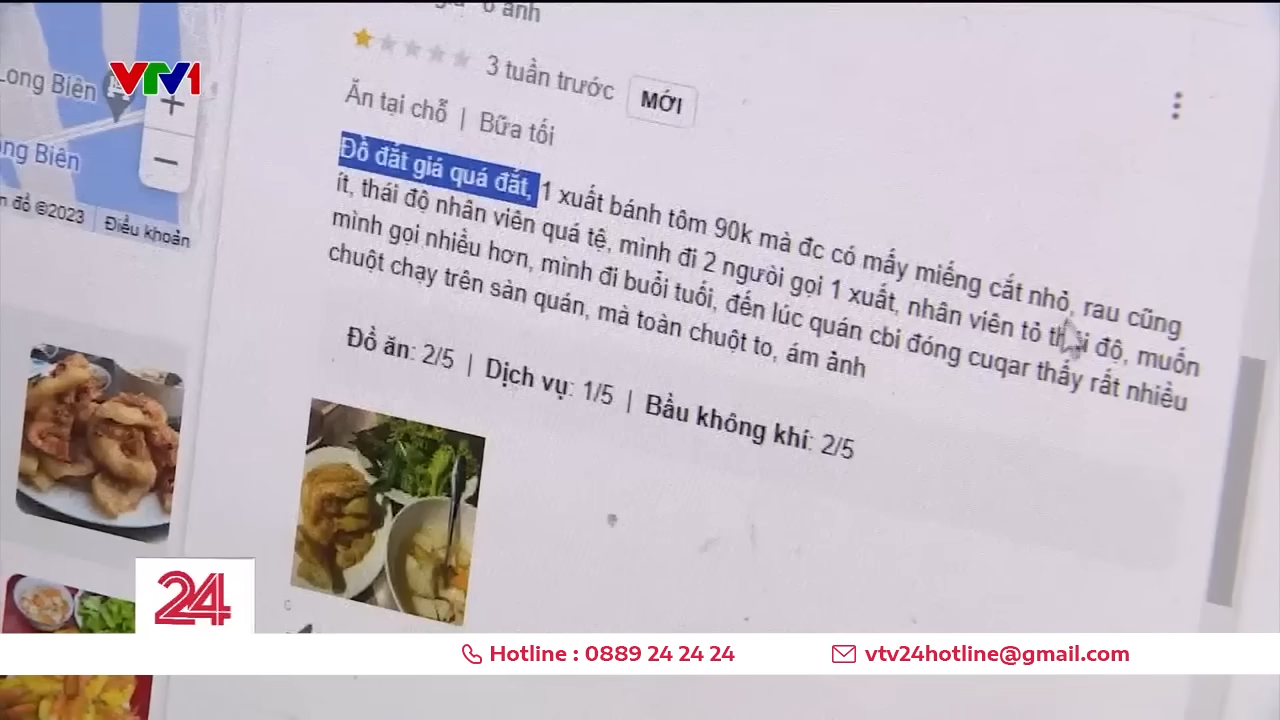 6 ảnh
3 tuần trước
MỚI
Ăn tại chỗ | Bữa tối
Đồ đắt giá quá đắt, 1 xuất bánh tôm 90k mà đc có mấy miếng cắt nhỏ, rau cũng
ít, thái độ nhân viên quá tệ, mình đi 2 người gọi 1 xuất, nhân viên tỏ thái độ, muốn
mình gọi nhiều hơn, mình đi buổi tuối, đến lúc quán cbi đóng cuqar thấy rất nhiều
chuột chạy trên sàn quán, mà toàn chuột to, ám ảnh
Đồ ăn: 2/5 | Dịch vụ: 1/5 | Bầu không khí: 2/5
VTV1
Long Biên
+
ong Biên
−
n đồ ©2023
Điều khoản
24
Hotline : 0889 24 24 24
vtv24hotline@gmail.com